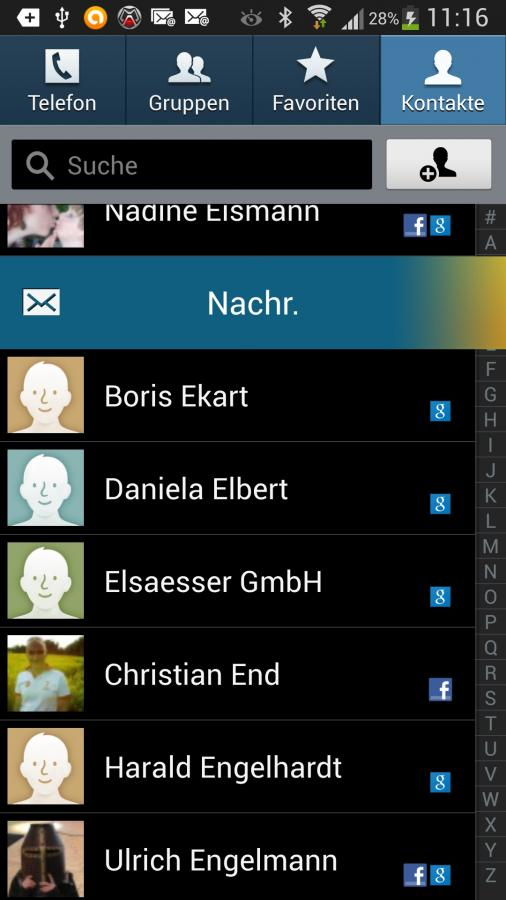 28% 11:16
Telefon Gruppen Favoriten Kontakte
Suche
Nadine Eismann
#
A
Nachr.
Boris Ekart
F
G
H
Daniela Elbert
I
J
K
L
Elsaesser GmbH
M
N
O
P
Christian End
Q
R
S
T
Harald Engelhardt
U
V
W
Ulrich Engelmann
X
Y
Z